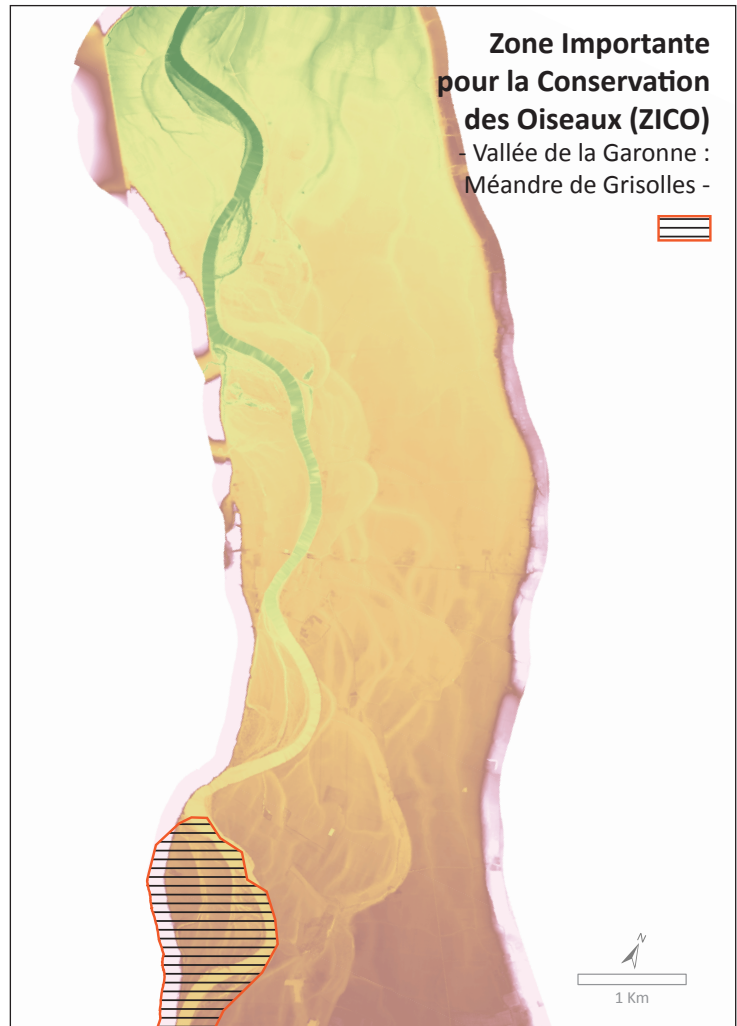 Zone Importante
pour la Conservation
des Oiseaux (ZICO)
- Vallée de la Garonne :
Méandre de Grisolles -
N
1 Km